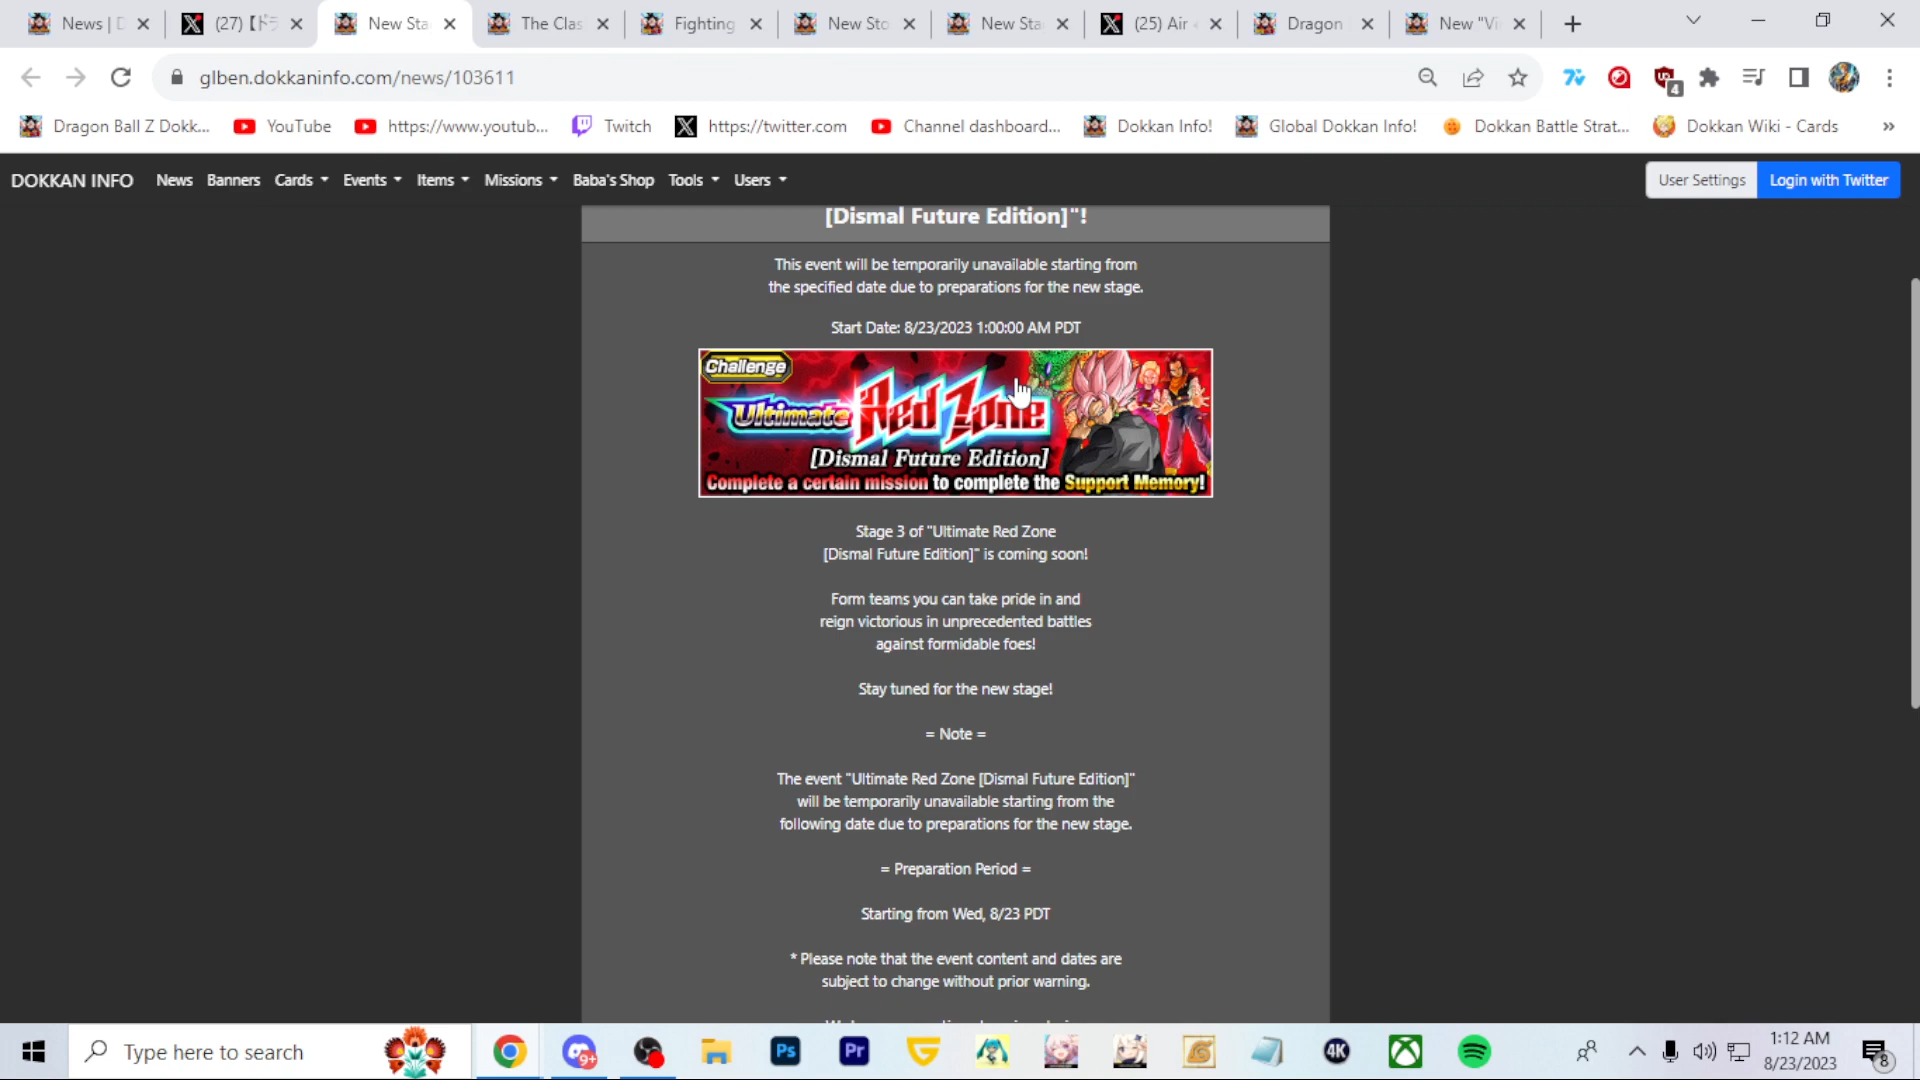 News | D
(27)【ドラ
New Sta
The Clas
Fighting
New Sto
New Sta
(25) Air
Dragon
New "Vi
glben.dokkaninfo.com/news/103611
4
Dragon Ball Z Dokk...
YouTube
https://www.youtub...
Twitch
https://twitter.com
Channel dashboard...
Dokkan Info!
Global Dokkan Info!
Dokkan Battle Strat...
Dokkan Wiki - Cards
»
DOKKAN INFO
News
Banners
Cards
Events
Items
Missions
Baba's Shop
Tools
Users
User Settings
Login with Twitter
[Dismal Future Edition]"!
This event will be temporarily unavailable starting from
the specified date due to preparations for the new stage.
Start Date: 8/23/2023 1:00:00 AM PDT
Challenge
Ultimate Red Zone
[Dismal Future Edition]
Complete a certain mission to complete the Support Memory!
Stage 3 of "Ultimate Red Zone
[Dismal Future Edition]" is coming soon!
Form teams you can take pride in and
reign victorious in unprecedented battles
against formidable foes!
Stay tuned for the new stage!
= Note =
The event "Ultimate Red Zone [Dismal Future Edition]"
will be temporarily unavailable starting from the
following date due to preparations for the new stage.
= Preparation Period =
Starting from Wed, 8/23 PDT
* Please note that the event content and dates are
subject to change without prior warning.
Type here to search
9+
Ps
Pr
4K
1:12 AM
8/23/2023
8